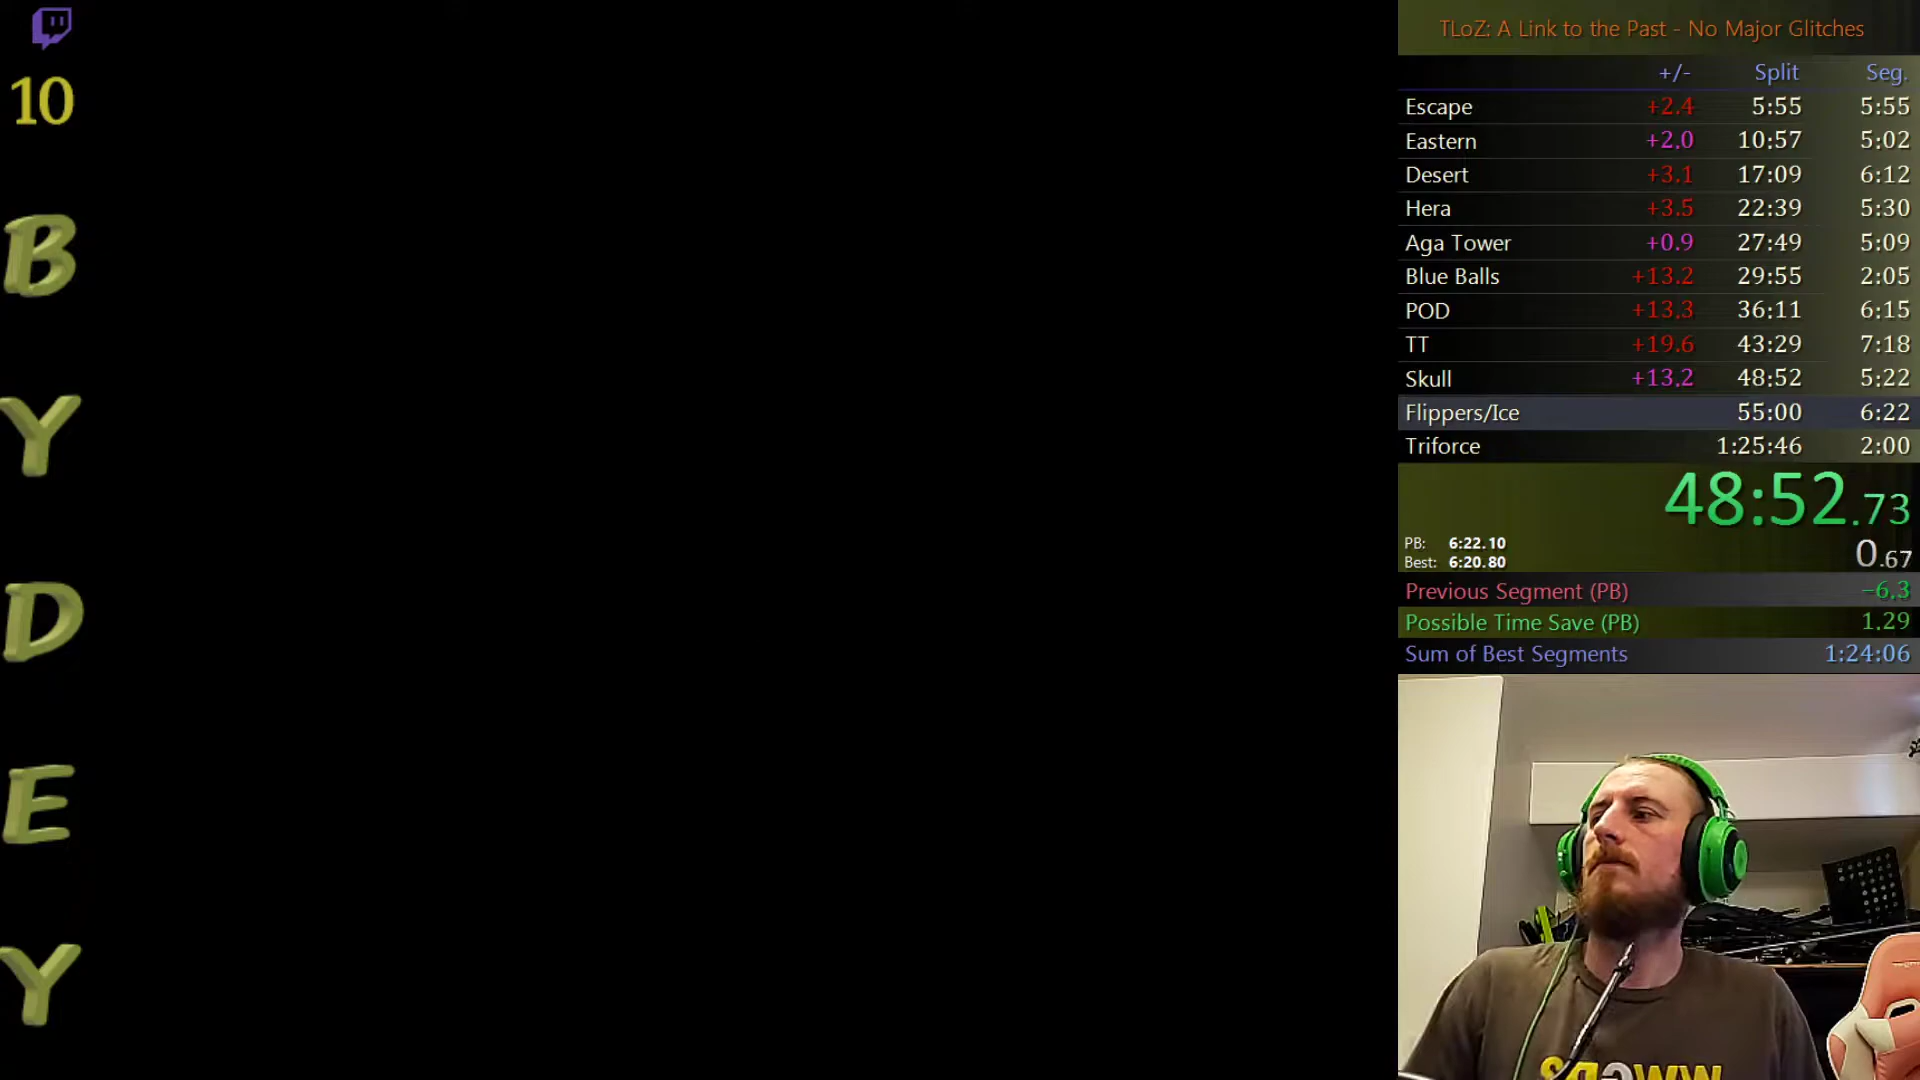 10
B
Y
D
E
Y
TLoZ: A Link to the Past - No Major Glitches
+/- Split Seg.
Escape +2.4 5:55 5:55
Eastern +2.0 10:57 5:02
Desert +3.1 17:09 6:12
Hera +3.5 22:39 5:30
Aga Tower +0.9 27:49 5:09
Blue Balls +13.2 29:55 2:05
POD +13.3 36:11 6:15
TT +19.6 43:29 7:18
Skull +13.2 48:52 5:22
Flippers/Ice 55:00 6:22
Triforce 1:25:46 2:00
48:52.73
PB: 6:22.10
0.67
Best: 6:20.80
Previous Segment (PB) -6.3
Possible Time Save (PB) 1.29
Sum of Best Segments 1:24:06